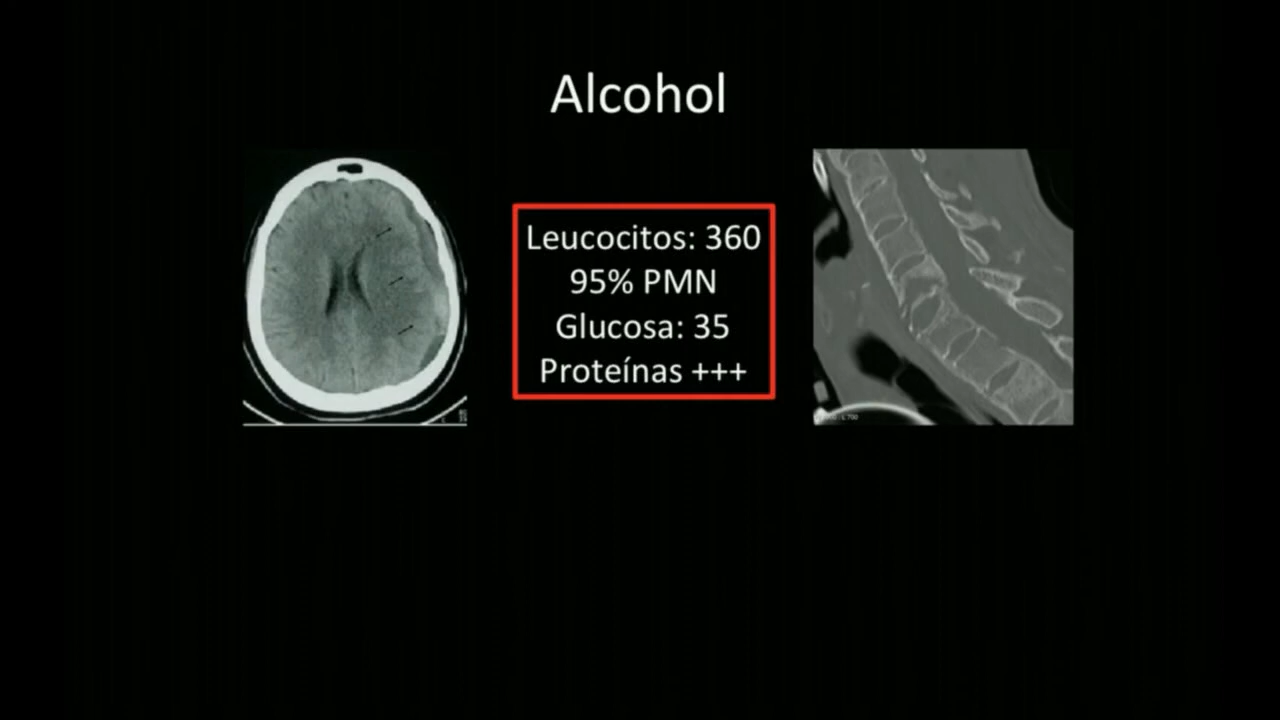 Alcohol
Leucocitos: 360
95% PMN
Glucosa: 35
Proteínas +++